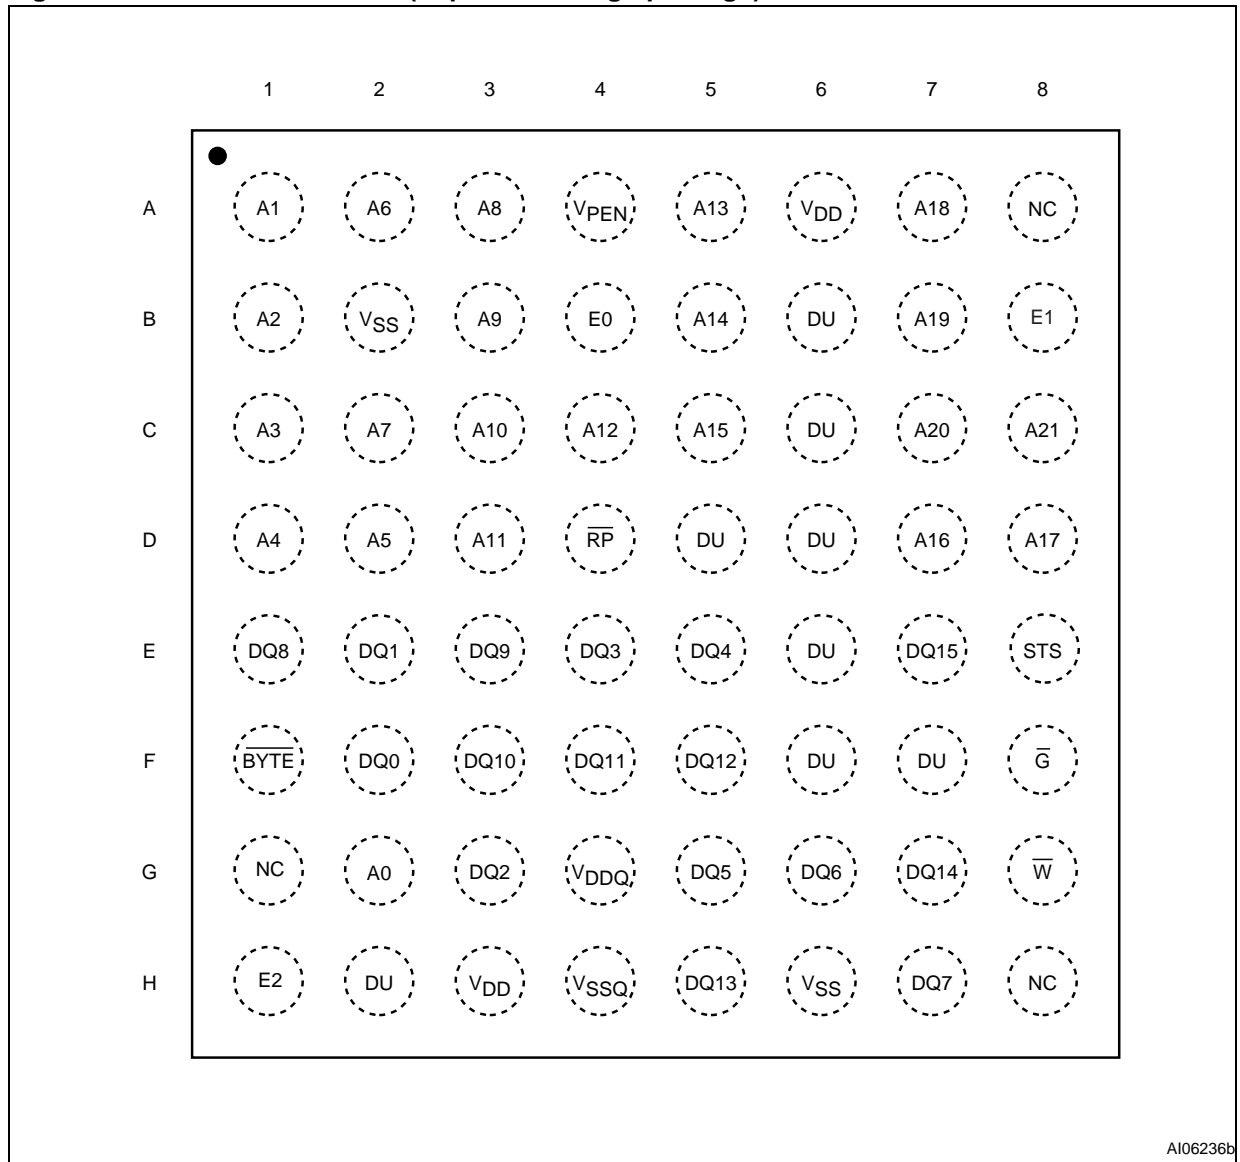 1 2 3 4 5 6 7 8
A A1 A6 A8 VPEN A13 VDD A18 NC
B A2 VSS A9 E0 A14 DU A19 E1
C A3 A7 A10 A12 A15 DU A20 A21
D A4 A5 A11 R̅P̅ DU DU A16 A17
E DQ8 DQ1 DQ9 DQ3 DQ4 DU DQ15 STS
F B̅Y̅T̅E̅ DQ0 DQ10 DQ11 DQ12 DU DU G̅
G NC A0 DQ2 VDDQ DQ5 DQ6 DQ14 W̅
H E2 DU VDD VSSQ DQ13 VSS DQ7 NC
AI06236b